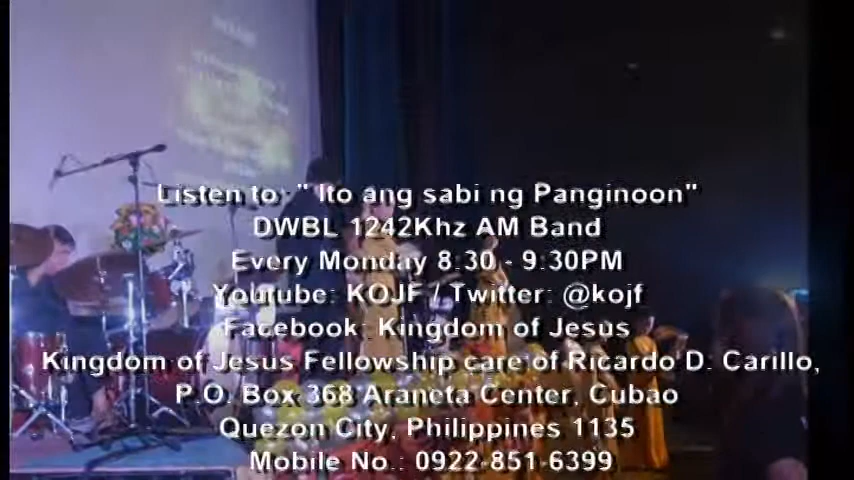 Listen to: " Ito ang sabi ng Panginoon"
DWBL 1242Khz AM Band
Every Monday 8:30 - 9:30PM
Youtube: KOJF / Twitter: @kojf
Facebook: Kingdom of Jesus
Kingdom of Jesus Fellowship care of Ricardo D. Carillo,
P.O. Box 368 Araneta Center, Cubao
Quezon City, Philippines 1135
Mobile No.: 0922-851-6399